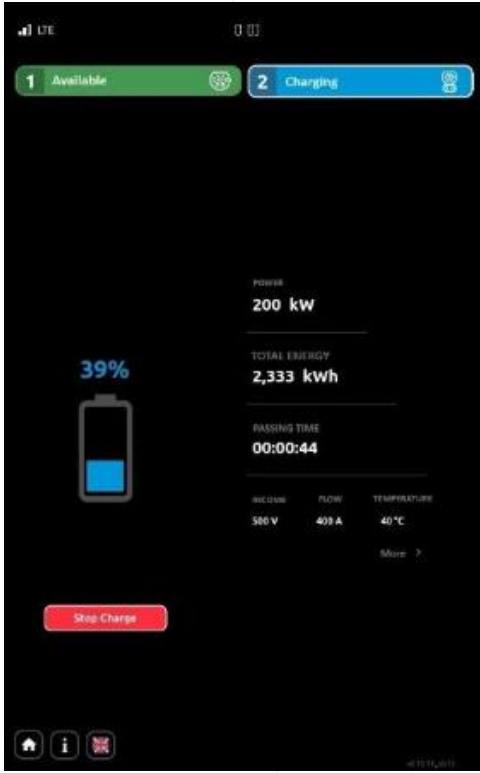 LTE
1 Available
2 Charging
POWER
200 kW
TOTAL ENERGY
2,333 kWh
39%
PASSING TIME
00:00:44
INCOME FLOW TEMPERATURE
500 V 400 A 40°C
More >
Stop Charge
i